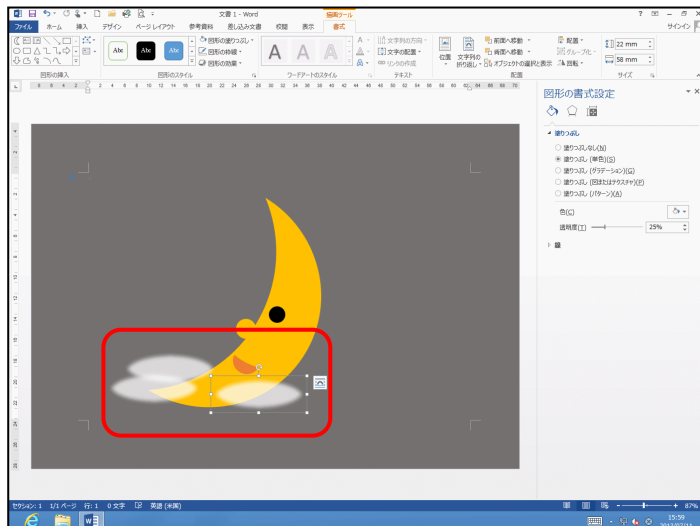 文書 1 - Word
描画ツール
ファイル ホーム 挿入 デザイン ページ レイアウト 参考資料 差し込み文書 校閲 表示 書式 サインイン
Abc Abc Abc
図形の塗りつぶし
図形の枠線
図形の効果
A A A
文字列の方向
文字の配置
リンクの作成
位置
文字列の
折り返し
前面へ移動
背面へ移動
オブジェクトの選択と表示
配置
グループ化
回転
22 mm
58 mm
図形の挿入 図形のスタイル ワードアートのスタイル テキスト 配置 サイズ
図形の書式設定
塗りつぶし
塗りつぶしなし(N)
塗りつぶし (単色)(S)
塗りつぶし (グラデーション)(G)
塗りつぶし (図またはテクスチャ)(P)
塗りつぶし (パターン)(A)
色(C)
透明度(T) 25%
線
セクション: 1 1/1 ページ 行: 1 0 文字 英語 (米国) 87%
15:59